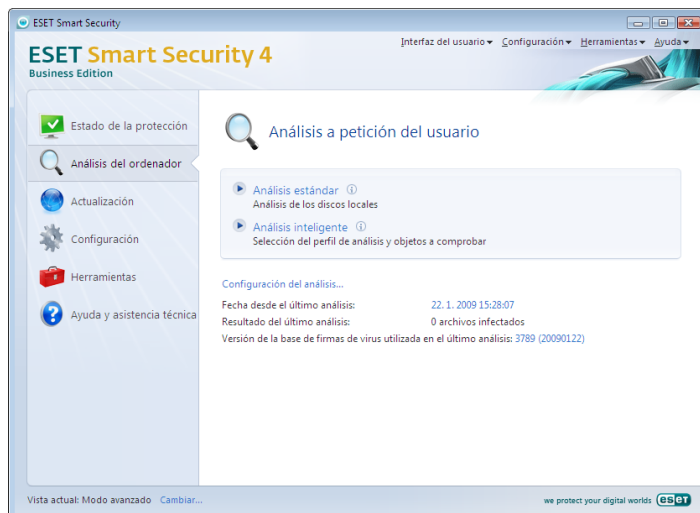 ESET Smart Security
Interfaz del usuario Configuración Herramientas Ayuda
ESET Smart Security 4
Business Edition
Estado de la protección
Análisis del ordenador
Actualización
Configuración
Herramientas
Ayuda y asistencia técnica
Análisis a petición del usuario
Análisis estándar
Análisis de los discos locales
Análisis inteligente
Selección del perfil de análisis y objetos a comprobar
Configuración del análisis...
Fecha desde el último análisis: 22. 1. 2009 15:28:07
Resultado del último análisis: 0 archivos infectados
Versión de la base de firmas de virus utilizada en el último análisis: 3789 (20090122)
Vista actual: Modo avanzado Cambiar...
we protect your digital worlds eset